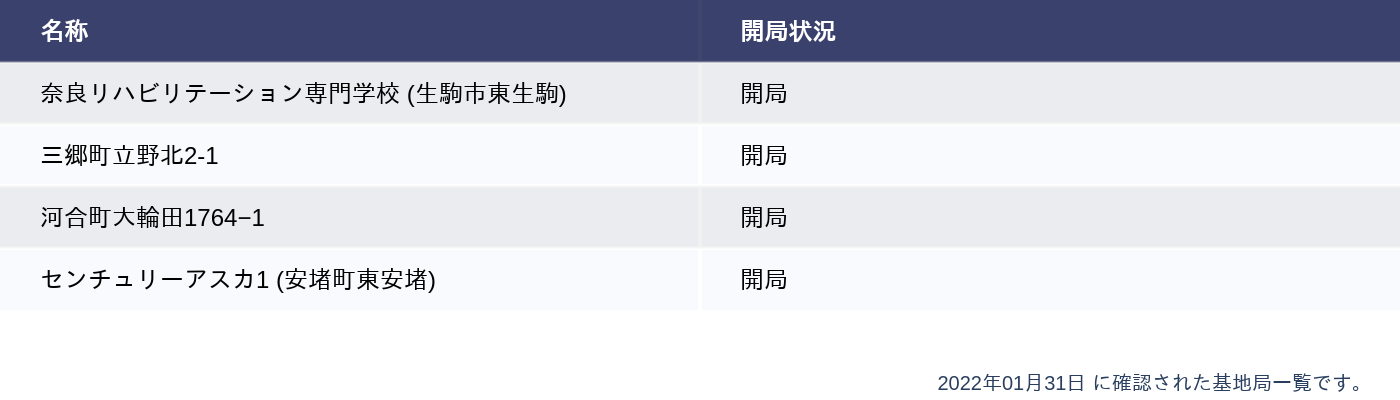 名称 開局状況
奈良リハビリテーション専門学校 (生駒市東生駒) 開局
三郷町立野北2-1 開局
河合町大輪田1764−1 開局
センチュリーアスカ1 (安堵町東安堵) 開局
2022年01月31日 に確認された基地局一覧です。